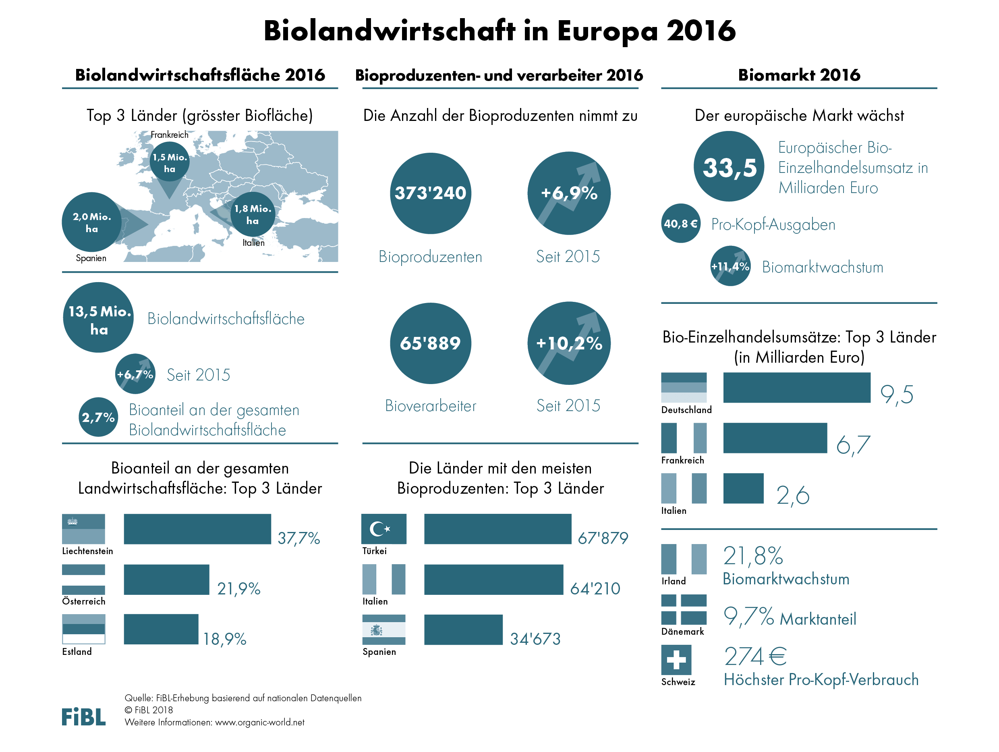 Biolandwirtschaft in Europa 2016
Biolandwirtschaftsfläche 2016
Top 3 Länder (grösster Biofläche)
Frankreich
1,5 Mio.
ha
2,0 Mio.
ha
Spanien
1,8 Mio.
ha
Italien
13,5 Mio.
ha
Biolandwirtschaftsfläche
+6,7%
Seit 2015
2,7%
Bioanteil an der gesamten
Biolandwirtschaftsfläche
Bioanteil an der gesamten
Landwirtschaftsfläche: Top 3 Länder
Liechtenstein
37,7%
Österreich
21,9%
Estland
18,9%
Bioproduzenten- und verarbeiter 2016
Die Anzahl der Bioproduzenten nimmt zu
373'240
Bioproduzenten
+6,9%
Seit 2015
65'889
Bioverarbeiter
+10,2%
Seit 2015
Die Länder mit den meisten
Bioproduzenten: Top 3 Länder
Türkei
67'879
Italien
64'210
Spanien
34'673
Biomarkt 2016
Der europäische Markt wächst
33,5
Europäischer Bio-
Einzelhandelsumsatz in
Milliarden Euro
40,8 €
Pro-Kopf-Ausgaben
+11,4%
Biomarktwachstum
Bio-Einzelhandelsumsätze: Top 3 Länder
(in Milliarden Euro)
Deutschland
9,5
Frankreich
6,7
Italien
2,6
Irland
21,8%
Biomarktwachstum
Dänemark
9,7% Marktanteil
Schweiz
274 €
Höchster Pro-Kopf-Verbrauch
FiBL
Quelle: FiBL-Erhebung basierend auf nationalen Datenquellen
© FiBL 2018
Weitere Informationen: www.organic-world.net